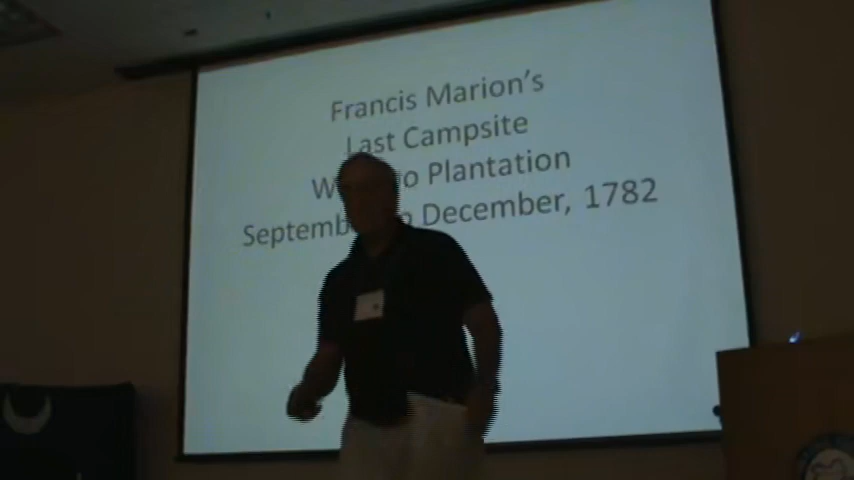 Francis Marion's
Last Campsite
Plantation
December, 1782